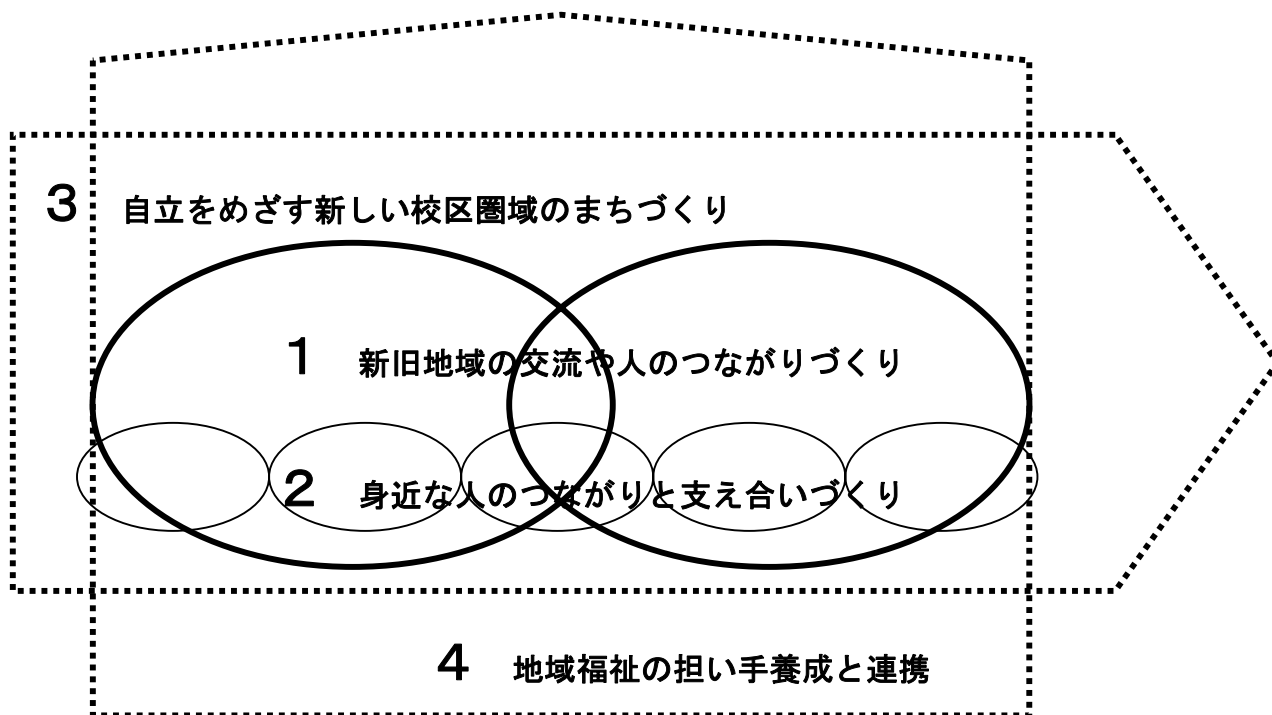 ３　自立をめざす新しい校区圏域のまちづくり
１　新旧地域の交流や人のつながりづくり
２　身近な人のつながりと支え合いづくり
４　地域福祉の担い手養成と連携